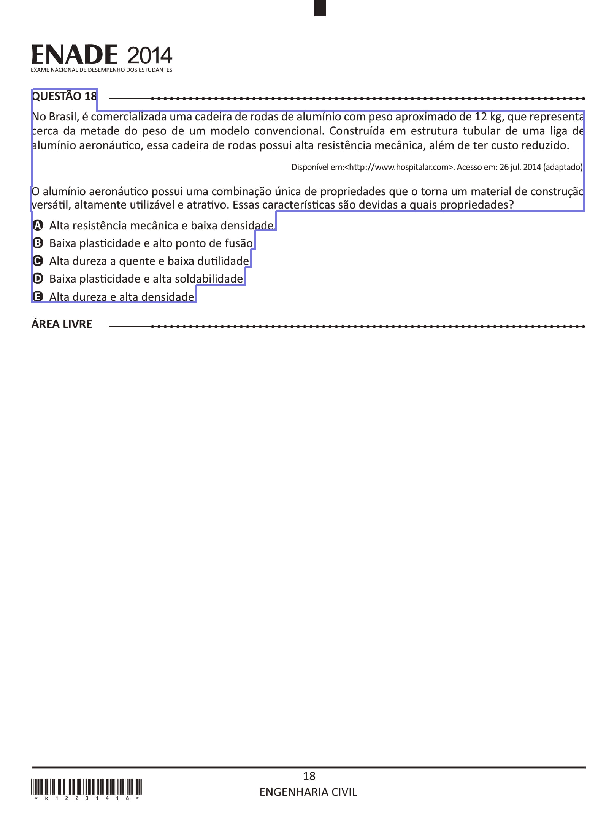 ENADE 2014
EXAME NACIONAL DE DESEMPENHO DOS ESTUDANTES
QUESTÃO 18
No Brasil, é comercializada uma cadeira de rodas de alumínio com peso aproximado de 12 kg, que representa
cerca da metade do peso de um modelo convencional. Construída em estrutura tubular de uma liga de
alumínio aeronáutico, essa cadeira de rodas possui alta resistência mecânica, além de ter custo reduzido.
Disponível em:<http://www.hospitalar.com>. Acesso em: 26 jul. 2014 (adaptado)
O alumínio aeronáutico possui uma combinação única de propriedades que o torna um material de construção
versátil, altamente utilizável e atrativo. Essas características são devidas a quais propriedades?
A Alta resistência mecânica e baixa densidade
B Baixa plasticidade e alto ponto de fusão
C Alta dureza a quente e baixa dutilidade
D Baixa plasticidade e alta soldabilidade
E Alta dureza e alta densidade
ÁREA LIVRE
18
ENGENHARIA CIVIL